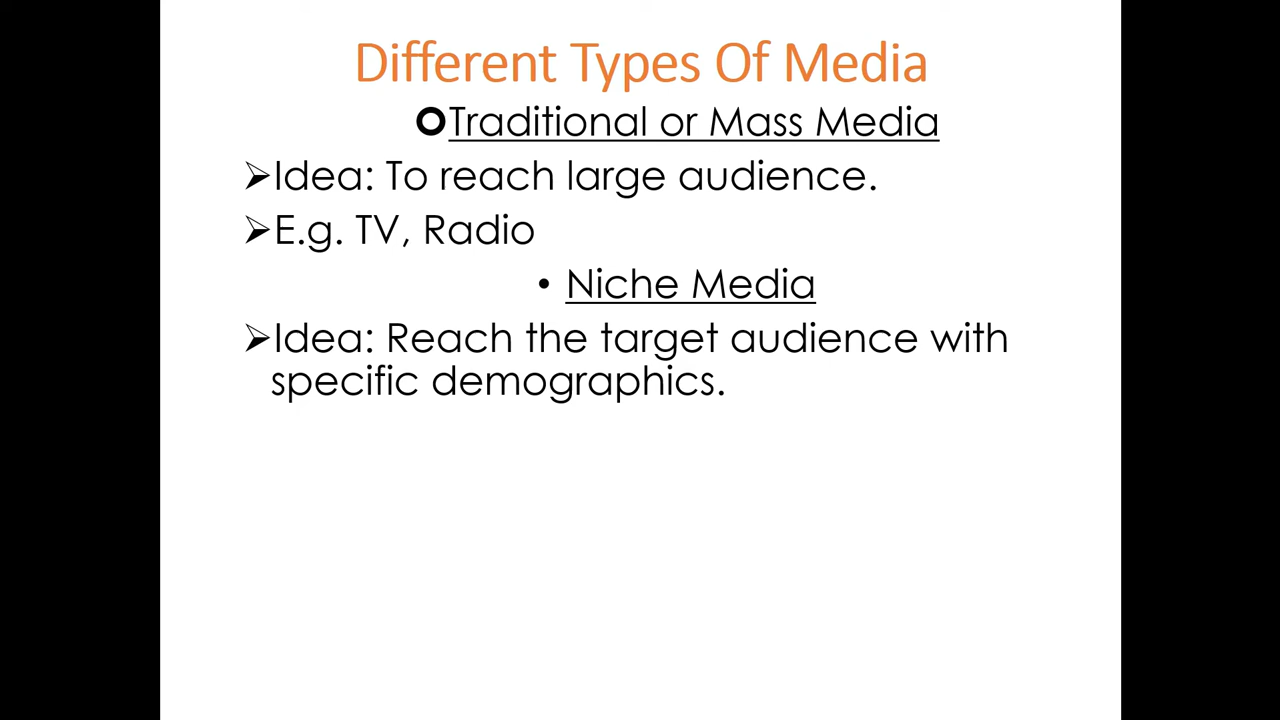 Different Types Of Media
Traditional or Mass Media
Idea: To reach large audience.
E.g. TV, Radio
• Niche Media
Idea: Reach the target audience with
specific demographics.